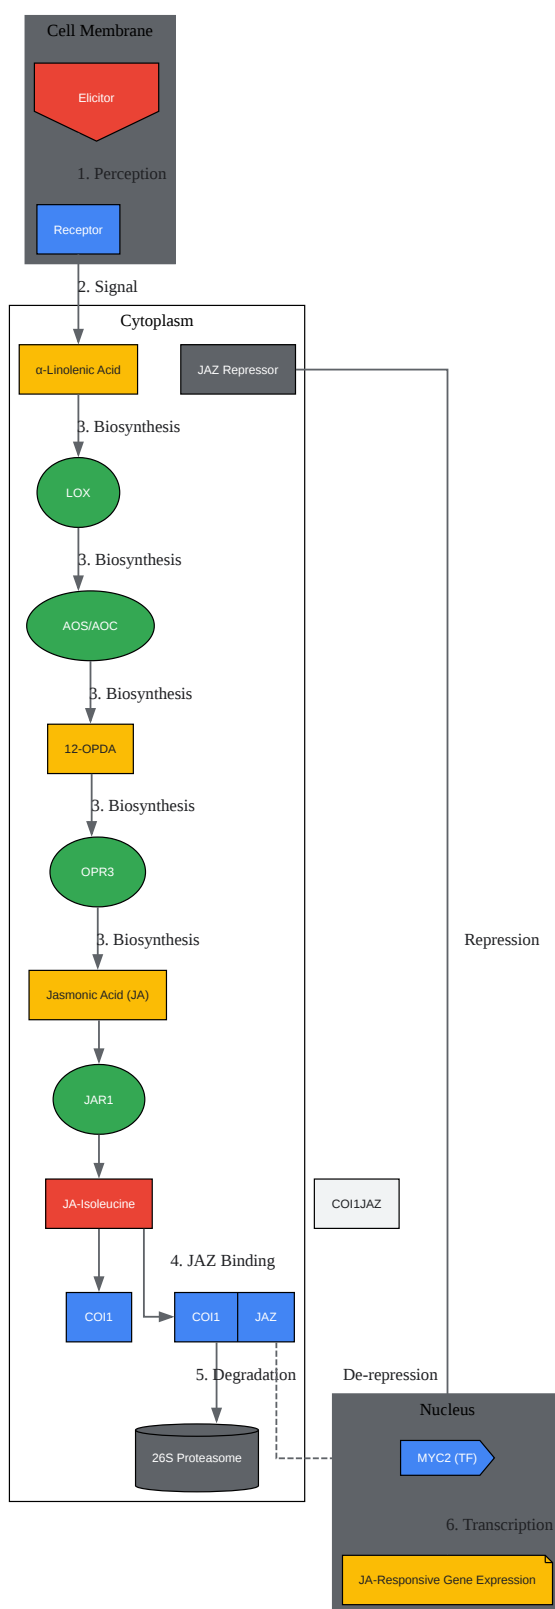 Cell Membrane
Elicitor
1. Perception
Receptor
2. Signal
Cytoplasm
α-Linolenic Acid
JAZ Repressor
3. Biosynthesis
LOX
3. Biosynthesis
AOS/AOC
3. Biosynthesis
12-OPDA
3. Biosynthesis
OPR3
3. Biosynthesis
Repression
Jasmonic Acid (JA)
JAR1
JA-Isoleucine
COI1JAZ
4. JAZ Binding
COI1
COI1
JAZ
5. Degradation
De-repression
Nucleus
26S Proteasome
MYC2 (TF)
6. Transcription
JA-Responsive Gene Expression